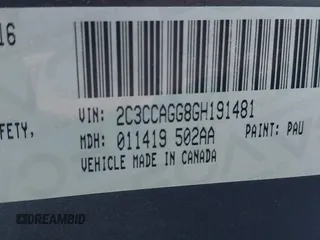 16
VIN: 2C3CCAGG8GH191481
FETY,
MDH: 011419 502AA PAINT: PAU
VEHICLE MADE IN CANADA
DREAMBID